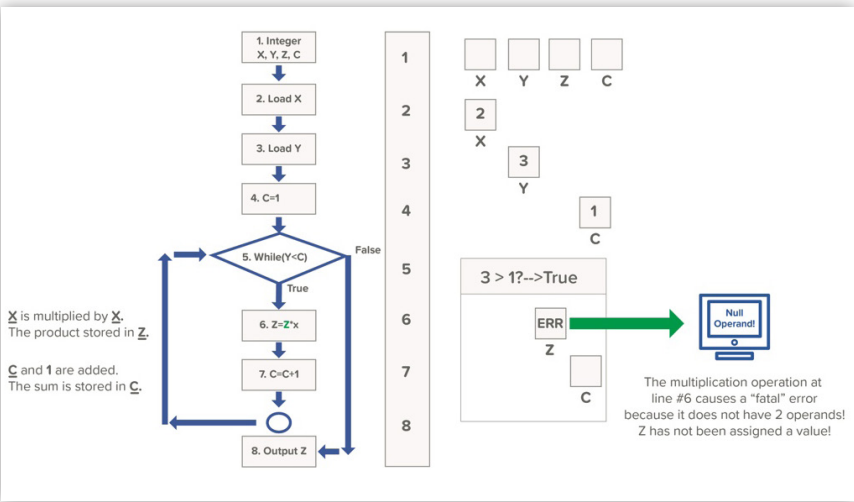 1. Integer
X, Y, Z, C
2. Load X
3. Load Y
4. C=1
5. While(Y<C)
False
True
6. Z=Z*x
7. C=C+1
8. Output Z
X is multiplied by X.
The product stored in Z.
C and 1 are added.
The sum is stored in C.
1
2
3
4
5
6
7
8
X Y Z C
2
X
3
Y
1
C
3 > 1?-->True
ERR
Z
C
Null
Operand!
The multiplication operation at
line #6 causes a “fatal” error
because it does not have 2 operands!
Z has not been assigned a value!